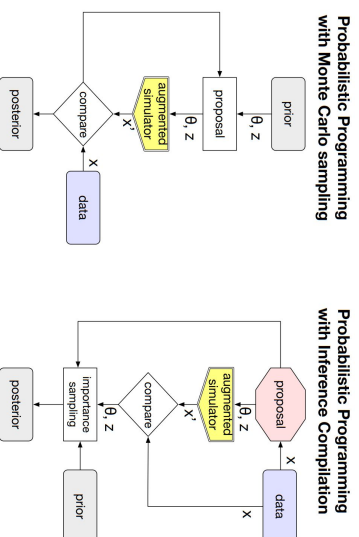 Probabilistic Programming
with Monte Carlo sampling
prior
θ, z
proposal
θ, z
augmented
simulator
x'
compare
x
data
posterior
Probabilistic Programming
with Inference Compilation
proposal
x
data
θ, z
augmented
simulator
x'
x
compare
θ, z
importance
sampling
prior
posterior